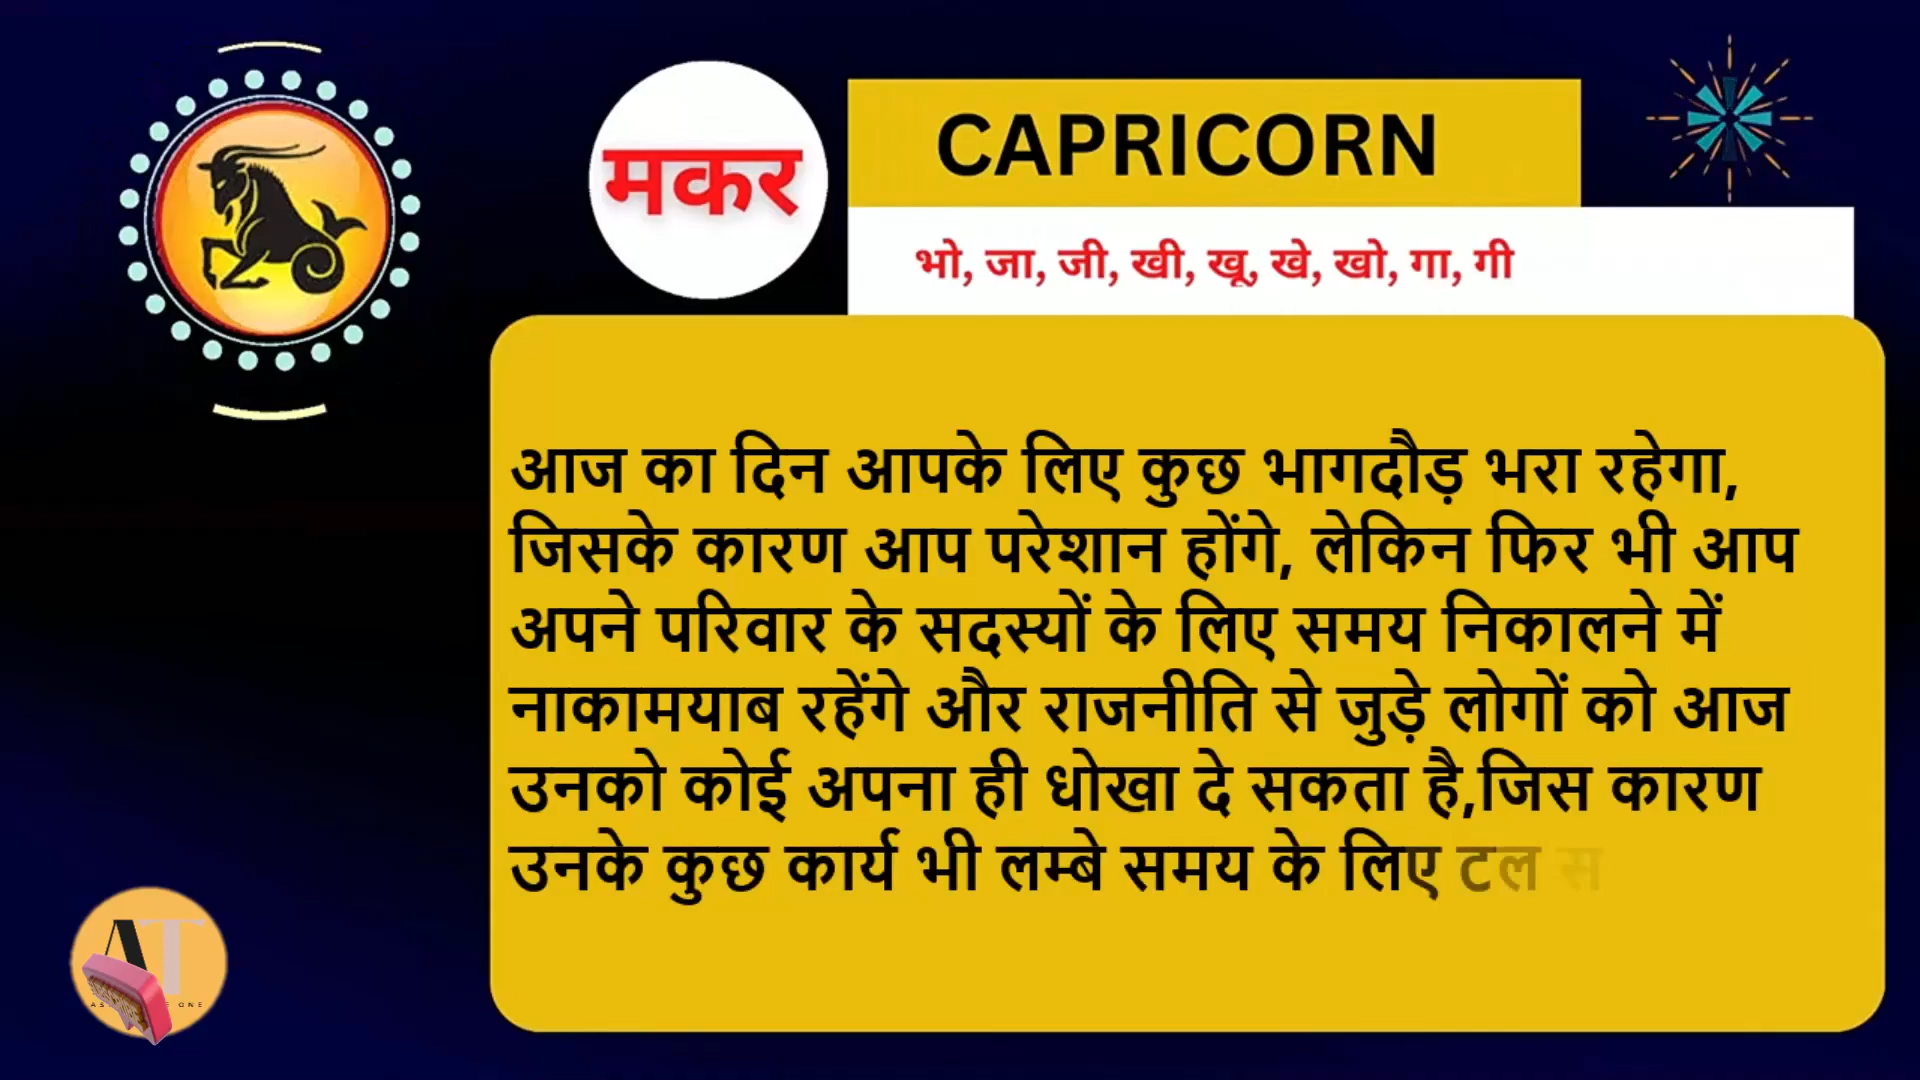 मकर
CAPRICORN
भो, जा, जी, खी, खू, खे, खो, गा, गी
आज का दिन आपके लिए कुछ भागदौड़ भरा रहेगा,
जिसके कारण आप परेशान होंगे, लेकिन फिर भी आप
अपने परिवार के सदस्यों के लिए समय निकालने में
नाकामयाब रहेंगे और राजनीति से जुड़े लोगों को आज
उनको कोई अपना ही धोखा दे सकता है,जिस कारण
उनके कुछ कार्य भी लम्बे समय के लिए टल स
AT